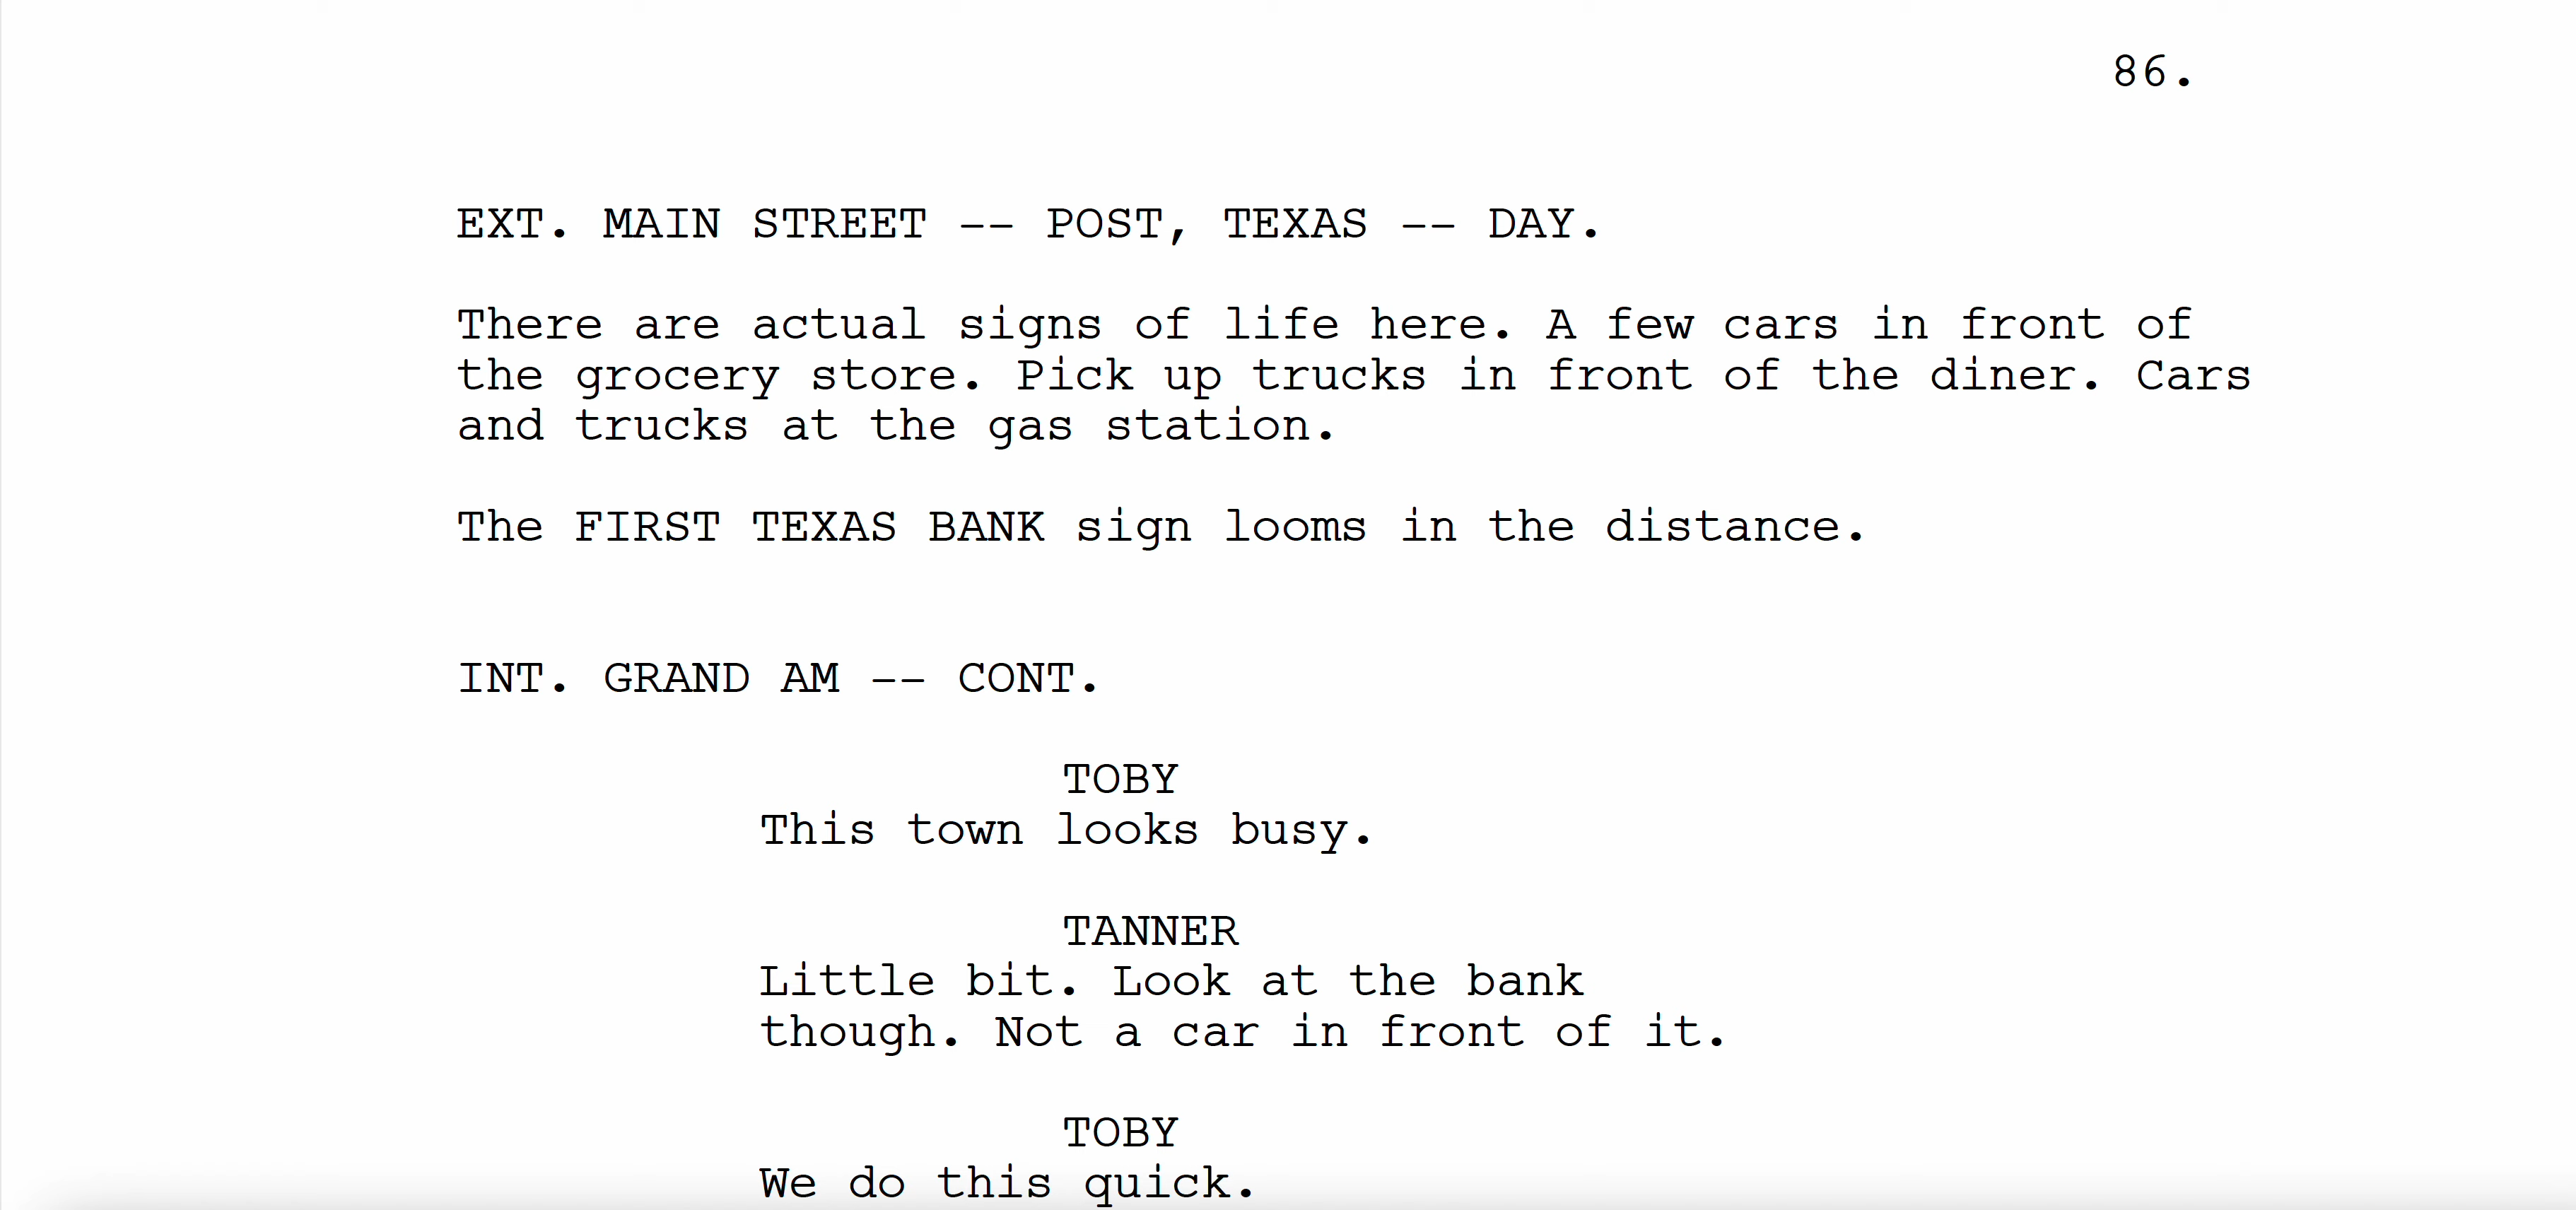 86.
EXT. MAIN STREET -- POST, TEXAS -- DAY.
There are actual signs of life here. A few cars in front of
the grocery store. Pick up trucks in front of the diner. Cars
and trucks at the gas station.
The FIRST TEXAS BANK sign looms in the distance.
INT. GRAND AM -- CONT.
TOBY
This town looks busy.
TANNER
Little bit. Look at the bank
though. Not a car in front of it.
TOBY
We do this quick.